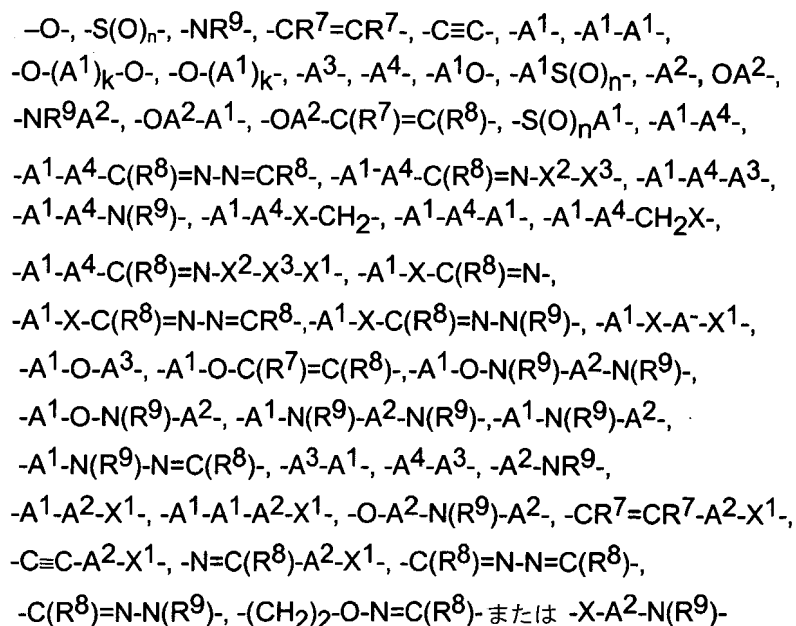 –O-, -S(O)ₙ-, -NR⁹-, -CR⁷=CR⁷-, -C≡C-, -A¹-, -A¹-A¹-,
-O-(A¹)ₖ-O-, -O-(A¹)ₖ-, -A³-, -A⁴-, -A¹O-, -A¹S(O)ₙ-, -A²-, OA²-,
-NR⁹A²-, -OA²-A¹-, -OA²-C(R⁷)=C(R⁸)-, -S(O)ₙA¹-, -A¹-A⁴-,
-A¹-A⁴-C(R⁸)=N-N=CR⁸-, -A¹-A⁴-C(R⁸)=N-X²-X³-, -A¹-A⁴-A³-,
-A¹-A⁴-N(R⁹)-, -A¹-A⁴-X-CH₂-, -A¹-A⁴-A¹-, -A¹-A⁴-CH₂X-,
-A¹-A⁴-C(R⁸)=N-X²-X³-X¹-, -A¹-X-C(R⁸)=N-,
-A¹-X-C(R⁸)=N-N=CR⁸-,-A¹-X-C(R⁸)=N-N(R⁹)-, -A¹-X-A⁻-X¹-,
-A¹-O-A³-, -A¹-O-C(R⁷)=C(R⁸)-,-A¹-O-N(R⁹)-A²-N(R⁹)-,
-A¹-O-N(R⁹)-A²-, -A¹-N(R⁹)-A²-N(R⁹)-,-A¹-N(R⁹)-A²-,
-A¹-N(R⁹)-N=C(R⁸)-, -A³-A¹-, -A⁴-A³-, -A²-NR⁹-,
-A¹-A²-X¹-, -A¹-A¹-A²-X¹-, -O-A²-N(R⁹)-A²-, -CR⁷=CR⁷-A²-X¹-,
-C≡C-A²-X¹-, -N=C(R⁸)-A²-X¹-, -C(R⁸)=N-N=C(R⁸)-,
-C(R⁸)=N-N(R⁹)-, -(CH₂)₂-O-N=C(R⁸)- または -X-A²-N(R⁹)-